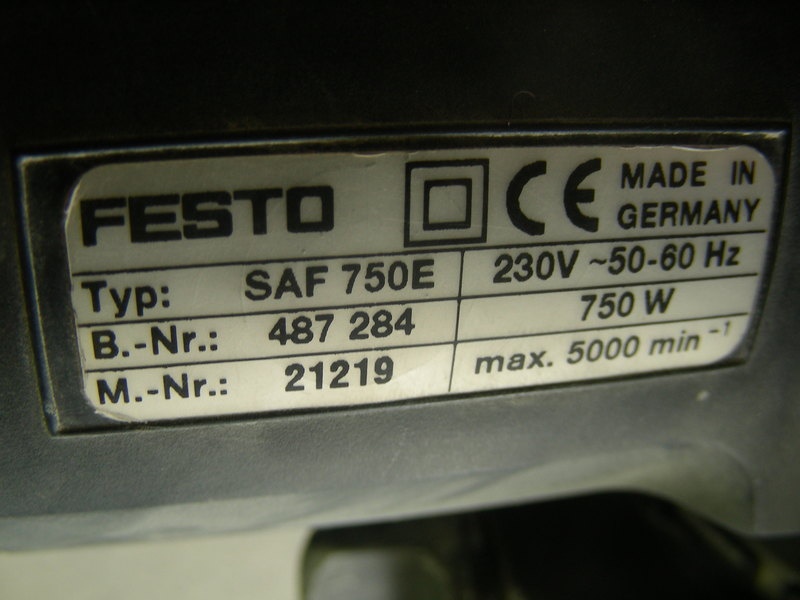 FESTO CE MADE IN GERMANY
Typ: SAF 750E 230V ~50-60 Hz
B.-Nr.: 487 284 750 W
M.-Nr.: 21219 max. 5000 min⁻¹